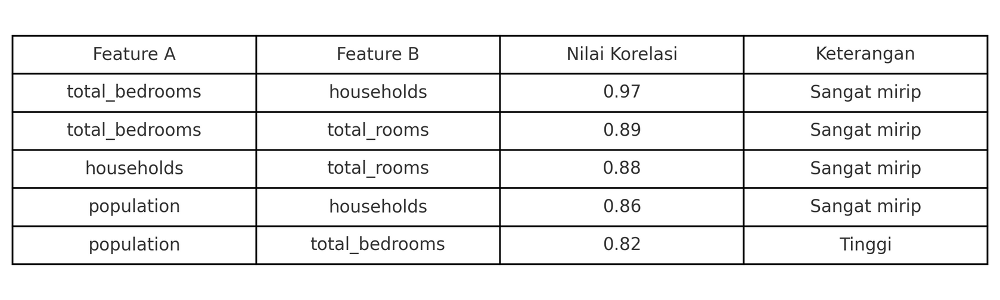 Feature A Feature B Nilai Korelasi Keterangan
total_bedrooms households 0.97 Sangat mirip
total_bedrooms total_rooms 0.89 Sangat mirip
households total_rooms 0.88 Sangat mirip
population households 0.86 Sangat mirip
population total_bedrooms 0.82 Tinggi